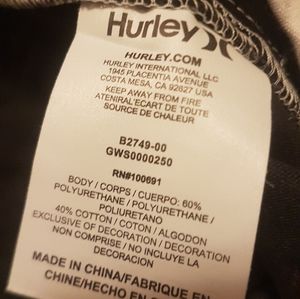 Hurley
HURLEY.COM
HURLEY INTERNATIONAL LLC
1945 PLACENTIA AVENUE
COSTA MESA, CA 92627 USA
KEEP AWAY FROM FIRE
ATENIRAL'ECART DE TOUTE
SOURCE DE CHALEUR
B2749-00
GWS0000250
RN#100691
BODY / CORPS / CUERPO: 60%
POLYURETHANE / POLYURETHANE /
POLIURETANO
40% COTTON / COTON / ALGODON
EXCLUSIVE OF DECORATION / DECORATION
NON COMPRISE / NO INCLUYE LA
DECORACION
MADE IN CHINA/FABRIQUE EN
CHINE/HECHO EN